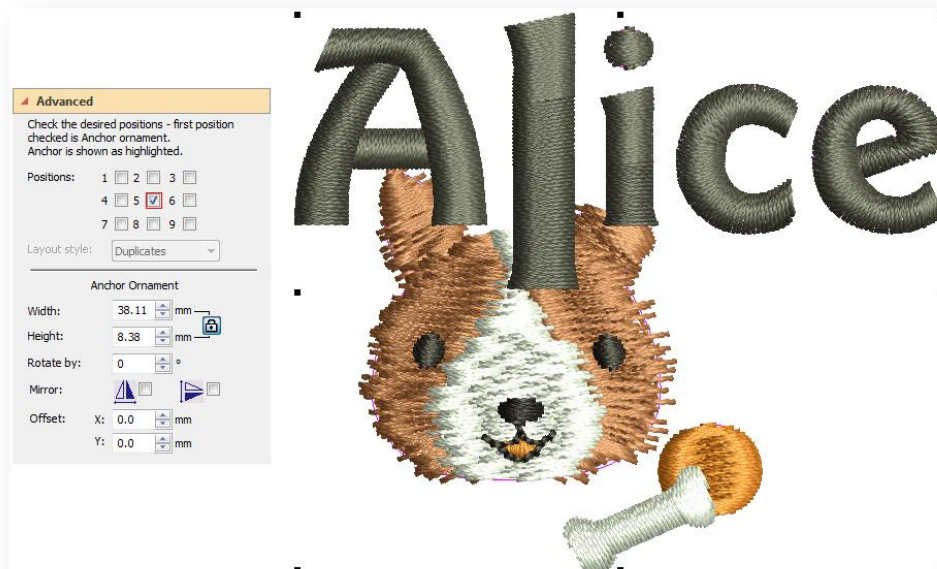 Advanced
Check the desired positions - first position
checked is Anchor ornament.
Anchor is shown as highlighted.
Positions: 1 2 3
4 5 6
7 8 9
Layout style: Duplicates
Anchor Ornament
Width: 38.11 mm
Height: 8.38 mm
Rotate by: 0 °
Mirror:
Offset: X: 0.0 mm
Y: 0.0 mm
Alice